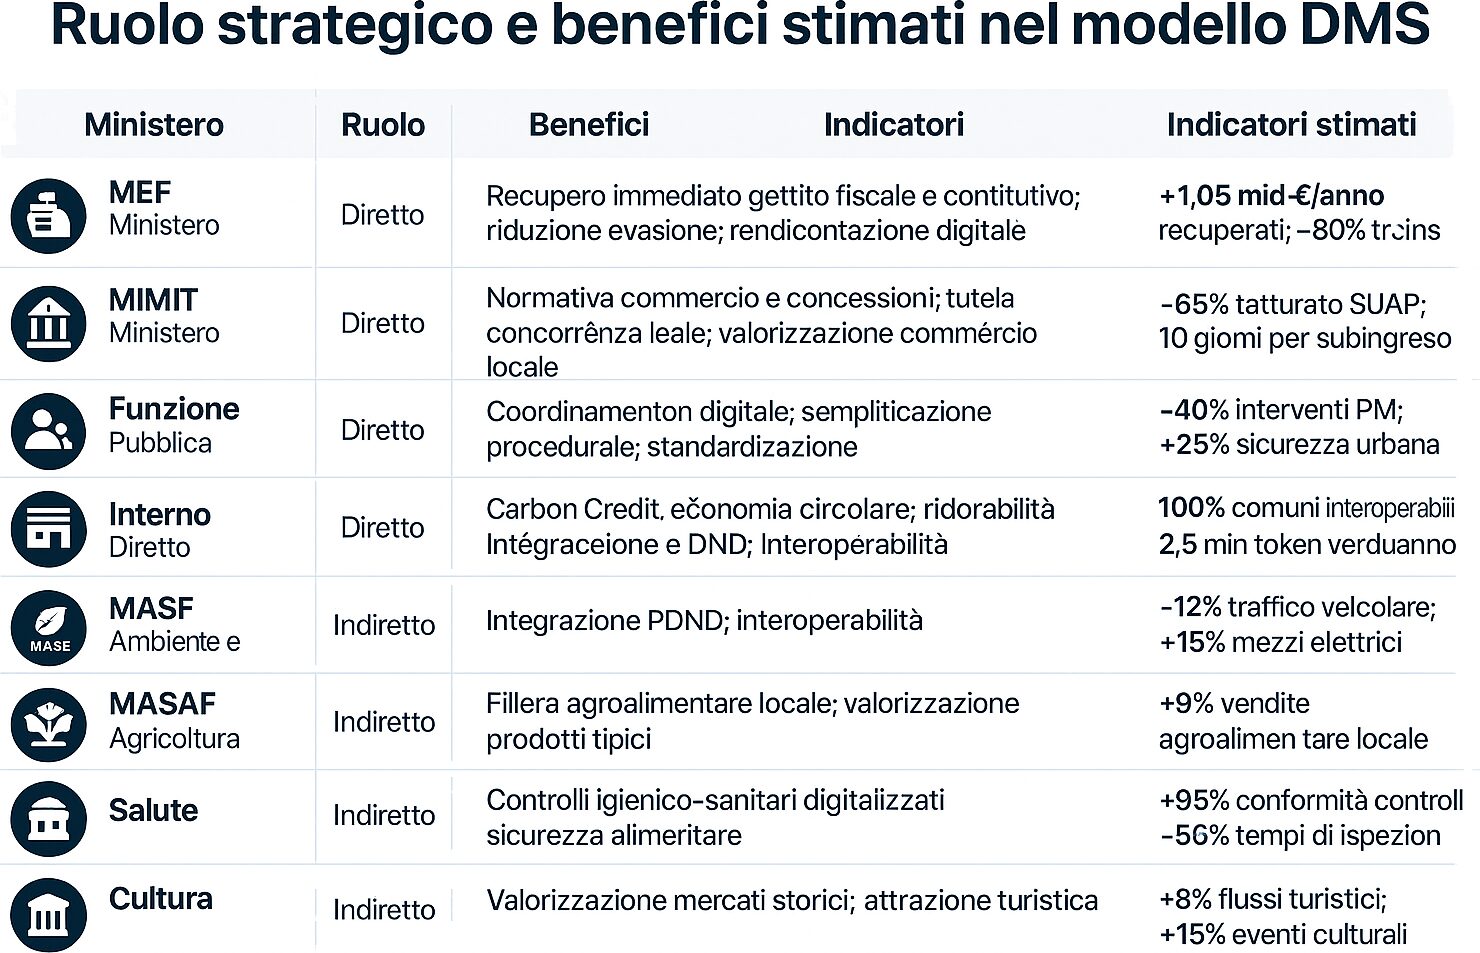 Ruolo strategico e benefici stimati nel modello DMS
Ministero Ruolo Benefici Indicatori Indicatori stimati
MEF
Ministero
Diretto
Recupero immediato gettito fiscale e contitutivo;
riduzione evasione; rendicontazione digitale
+1,05 mid-€/anno
recuperati; –80%
MIMIT
Ministero
Diretto
Normativa commercio e concessioni; tutela
concorrênza leale; valorizzazione commércio
locale
-65% tatturato SUAP;
10 giomi per subingreso
Funzione
Pubblica
Diretto
Coordinamenton digitale; sempliticazione
procedurale; standardizazione
-40% interventi PM;
+25% sicurezza urbana
Interno
Diretto
Diretto
Carbon Credit, ečonomia circolare; ridorabilità
Intégraceione e DND; Interopérabilità
100% comuni interoperabiii
2,5 min token verduanno
MASF
Ambiente e
MASE
Indiretto
Integrazione PDND; interoperabilità
-12% traffico velcolare;
+15% mezzi elettrici
MASAF
Agricoltura
Indiretto
Fillera agroalimentare locale; valorizzazione
prodotti tipici
+9% vendite
agroalimen tare locale
Salute
Indiretto
Controlli igienico-sanitari digitalizzati
sicurezza alimeritare
+95% conformità controll
-56% tempi di ispezion
Cultura
Indiretto
Valorizzazione mercati storici; attrazione turistica
+8% flussi turistici;
+15% eventi culturali